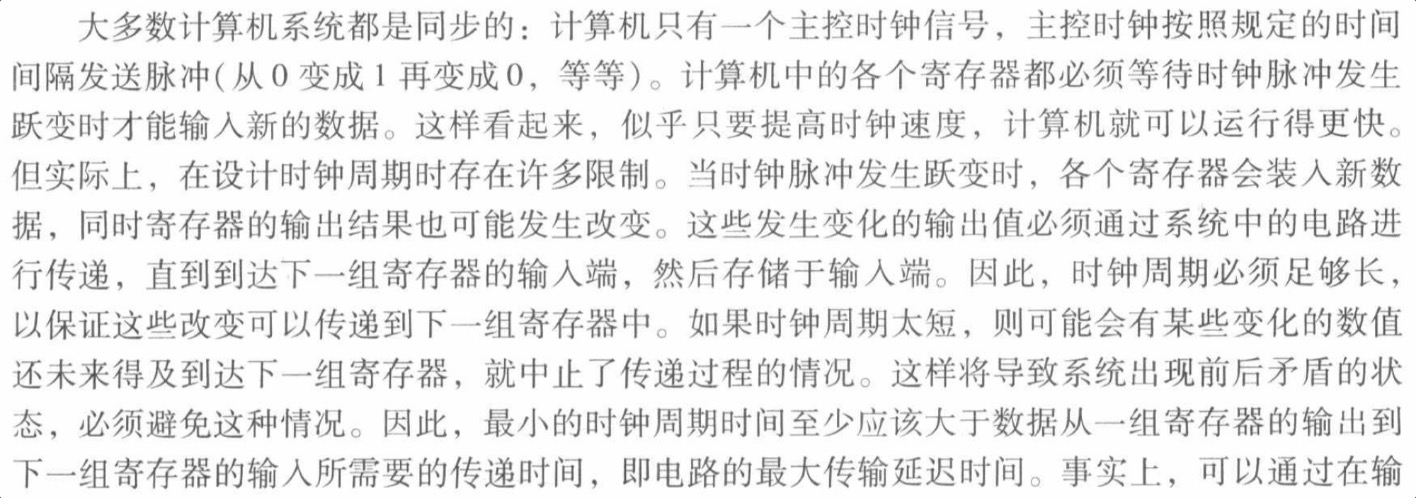 大多数计算机系统都是同步的：计算机只有一个主控时钟信号，主控时钟按照规定的时间
间隔发送脉冲(从0变成1再变成0，等等)。计算机中的各个寄存器都必须等待时钟脉冲发生
跃变时才能输入新的数据。这样看起来，似乎只要提高时钟速度，计算机就可以运行得更快。
但实际上，在设计时钟周期时存在许多限制。当时钟脉冲发生跃变时，各个寄存器会装入新数
据，同时寄存器的输出结果也可能发生改变。这些发生变化的输出值必须通过系统中的电路进
行传递，直到到达下一组寄存器的输入端，然后存储于输入端。因此，时钟周期必须足够长，
以保证这些改变可以传递到下一组寄存器中。如果时钟周期太短，则可能会有某些变化的数值
还未来得及到达下一组寄存器，就中止了传递过程的情况。这样将导致系统出现前后矛盾的状
态，必须避免这种情况。因此，最小的时钟周期时间至少应该大于数据从一组寄存器的输出到
下一组寄存器的输入所需要的传递时间，即电路的最大传输延迟时间。事实上，可以通过在输